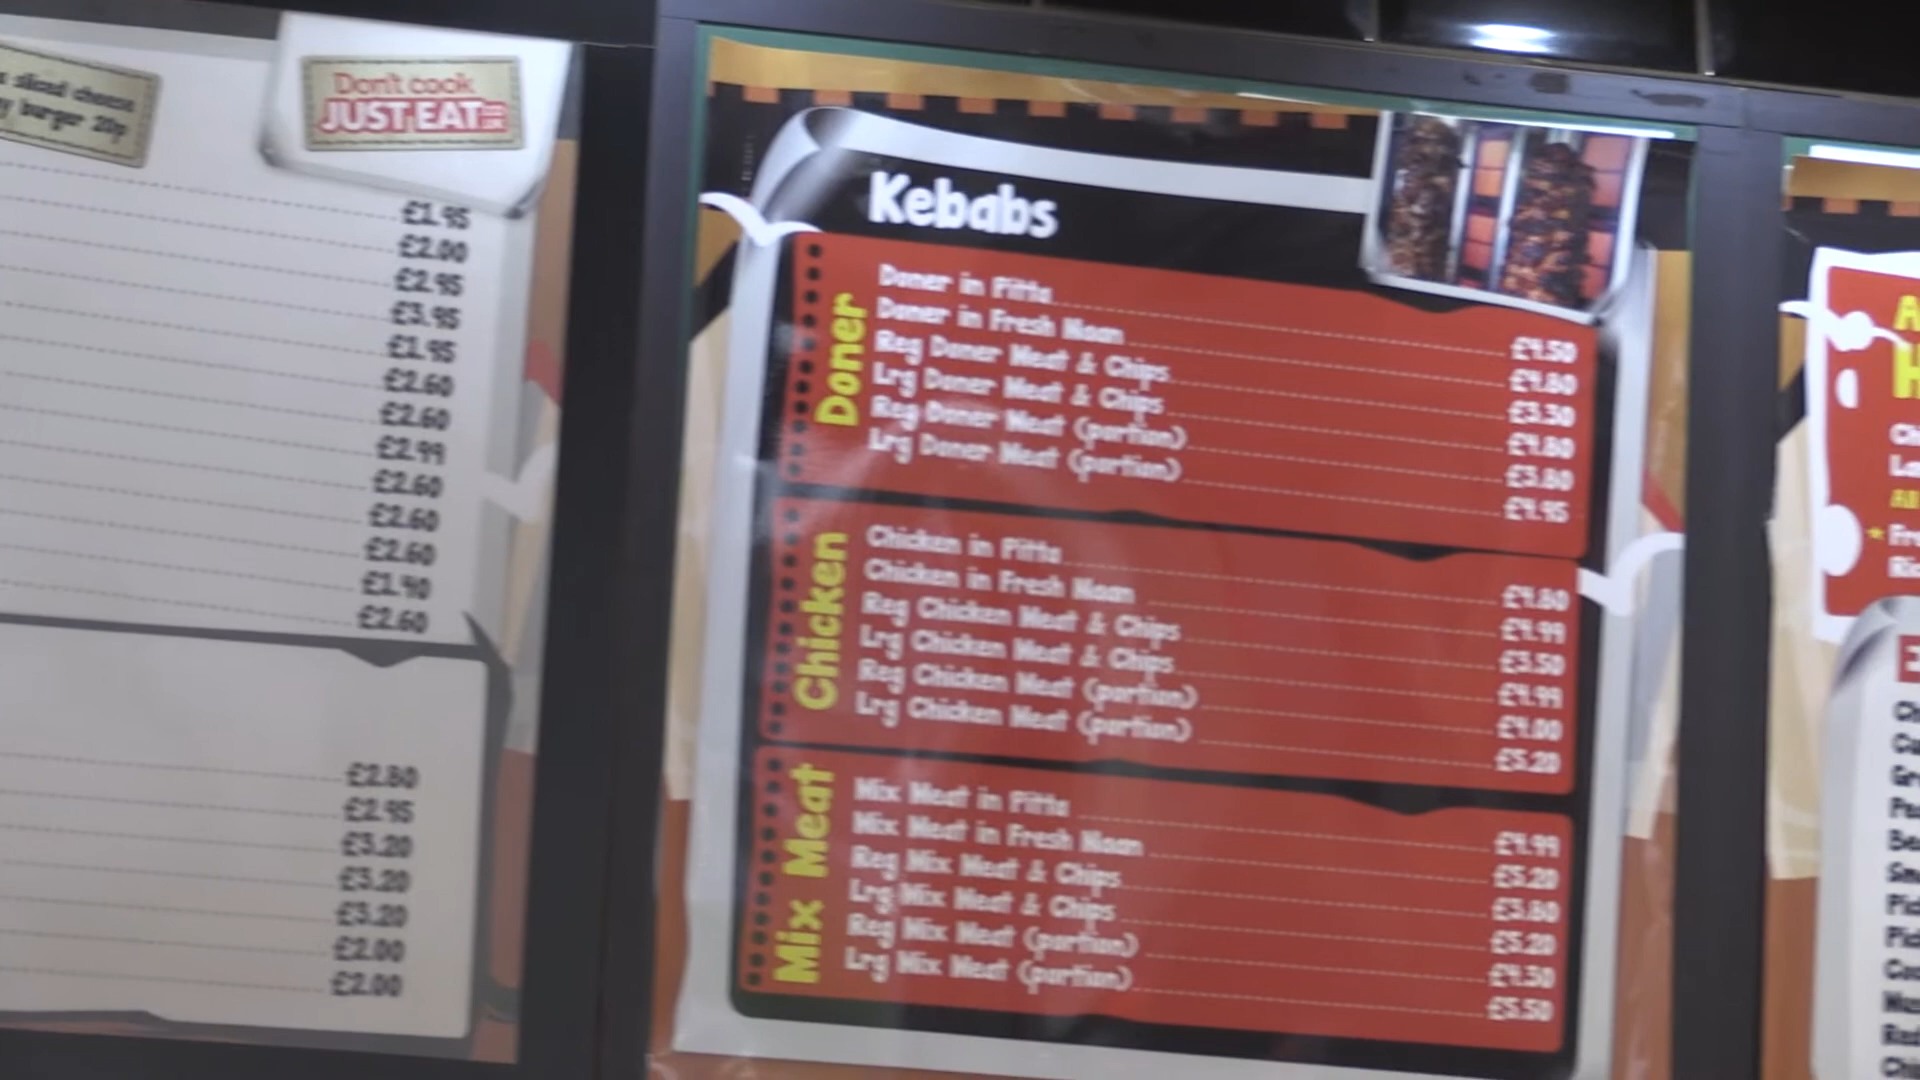 sliced cheese
burger 20p
Don't cook
JUST EAT
£1.95
£2.00
£2.95
£3.95
£1.95
£2.60
£2.60
£2.99
£2.60
£2.60
£2.60
£1.90
£2.60
£2.80
£2.95
£3.20
£3.20
£3.20
£2.00
£2.00
Kebabs
Doner
Doner in Pitta £4.50
Doner in Fresh Naan £4.80
Reg Doner Meat & Chips £3.30
Lrg Doner Meat & Chips £4.80
Reg Doner Meat (portion) £3.80
Lrg Doner Meat (portion) £4.95
Chicken
Chicken in Pitta £4.80
Chicken in Fresh Naan £4.99
Reg Chicken Meat & Chips £3.50
Lrg Chicken Meat & Chips £4.99
Reg Chicken Meat (portion) £4.00
Lrg Chicken Meat (portion) £5.20
Mix Meat
Mix Meat in Pitta £4.99
Mix Meat in Fresh Naan £5.20
Reg Mix Meat & Chips £3.80
Lrg Mix Meat & Chips £5.20
Reg Mix Meat (portion) £4.30
Lrg Mix Meat (portion) £5.50